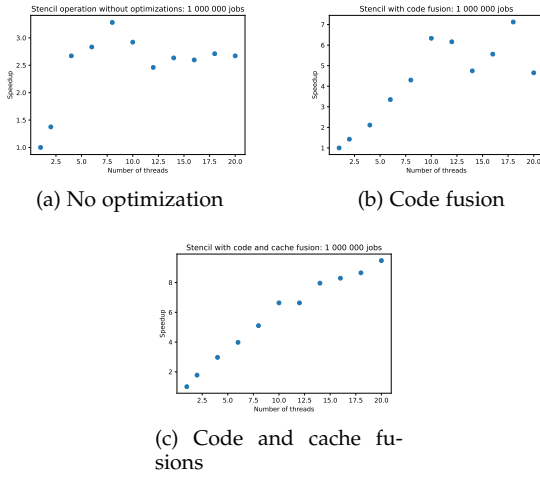 Stencil operation without optimizations: 1 000 000 jobs
3.0
2.5
2.0
1.5
1.0
Speedup
2.5 5.0 7.5 10.0 12.5 15.0 17.5 20.0
Number of threads
(a) No optimization
Stencil with code fusion: 1 000 000 jobs
7
6
5
4
3
2
1
Speedup
2.5 5.0 7.5 10.0 12.5 15.0 17.5 20.0
Number of threads
(b) Code fusion
Stencil with code and cache fusion: 1 000 000 jobs
8
6
4
2
Speedup
2.5 5.0 7.5 10.0 12.5 15.0 17.5 20.0
Number of threads
(c) Code and cache fu-
sions